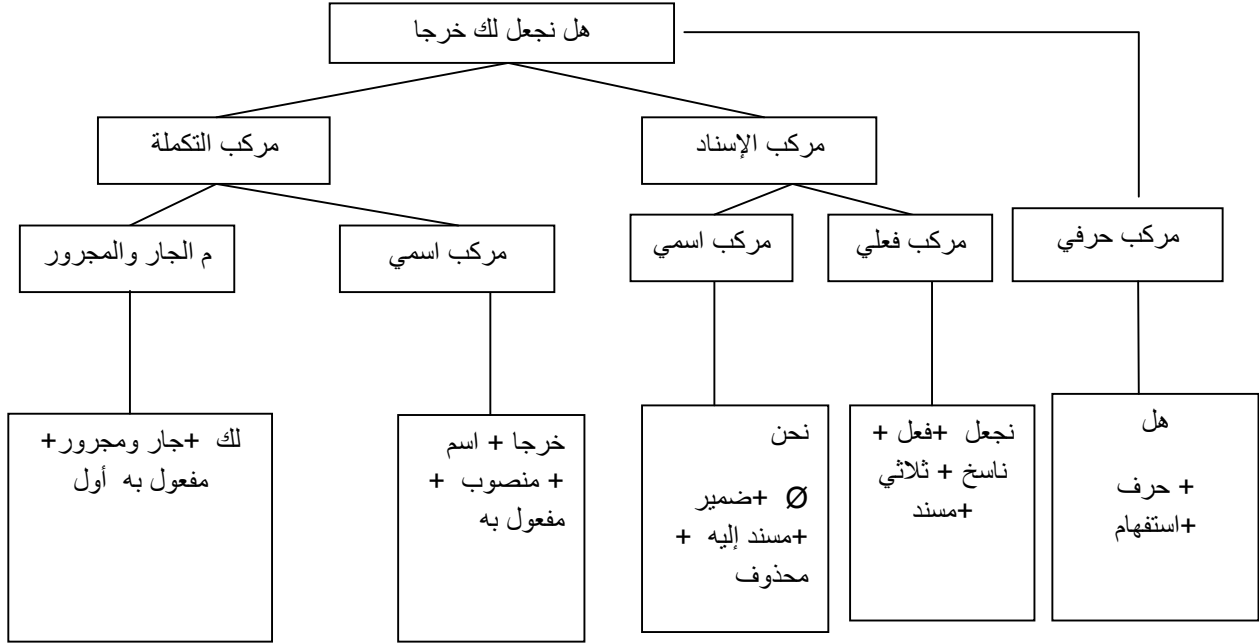 هل نجعل لك خرجا
مركب الإسناد
مركب التكملة
مركب حرفي
مركب فعلي
مركب اسمي
مركب اسمي
م الجار والمجرور
هل
+ حرف
+استفهام
نجعل +فعل +
ناسخ + ثلاثي
+مسند
نحن
Ø +ضمير
+مسند إليه +
محذوف
خرجا + اسم
+ منصوب +
مفعول به
لك +جار ومجرور+
مفعول به أول